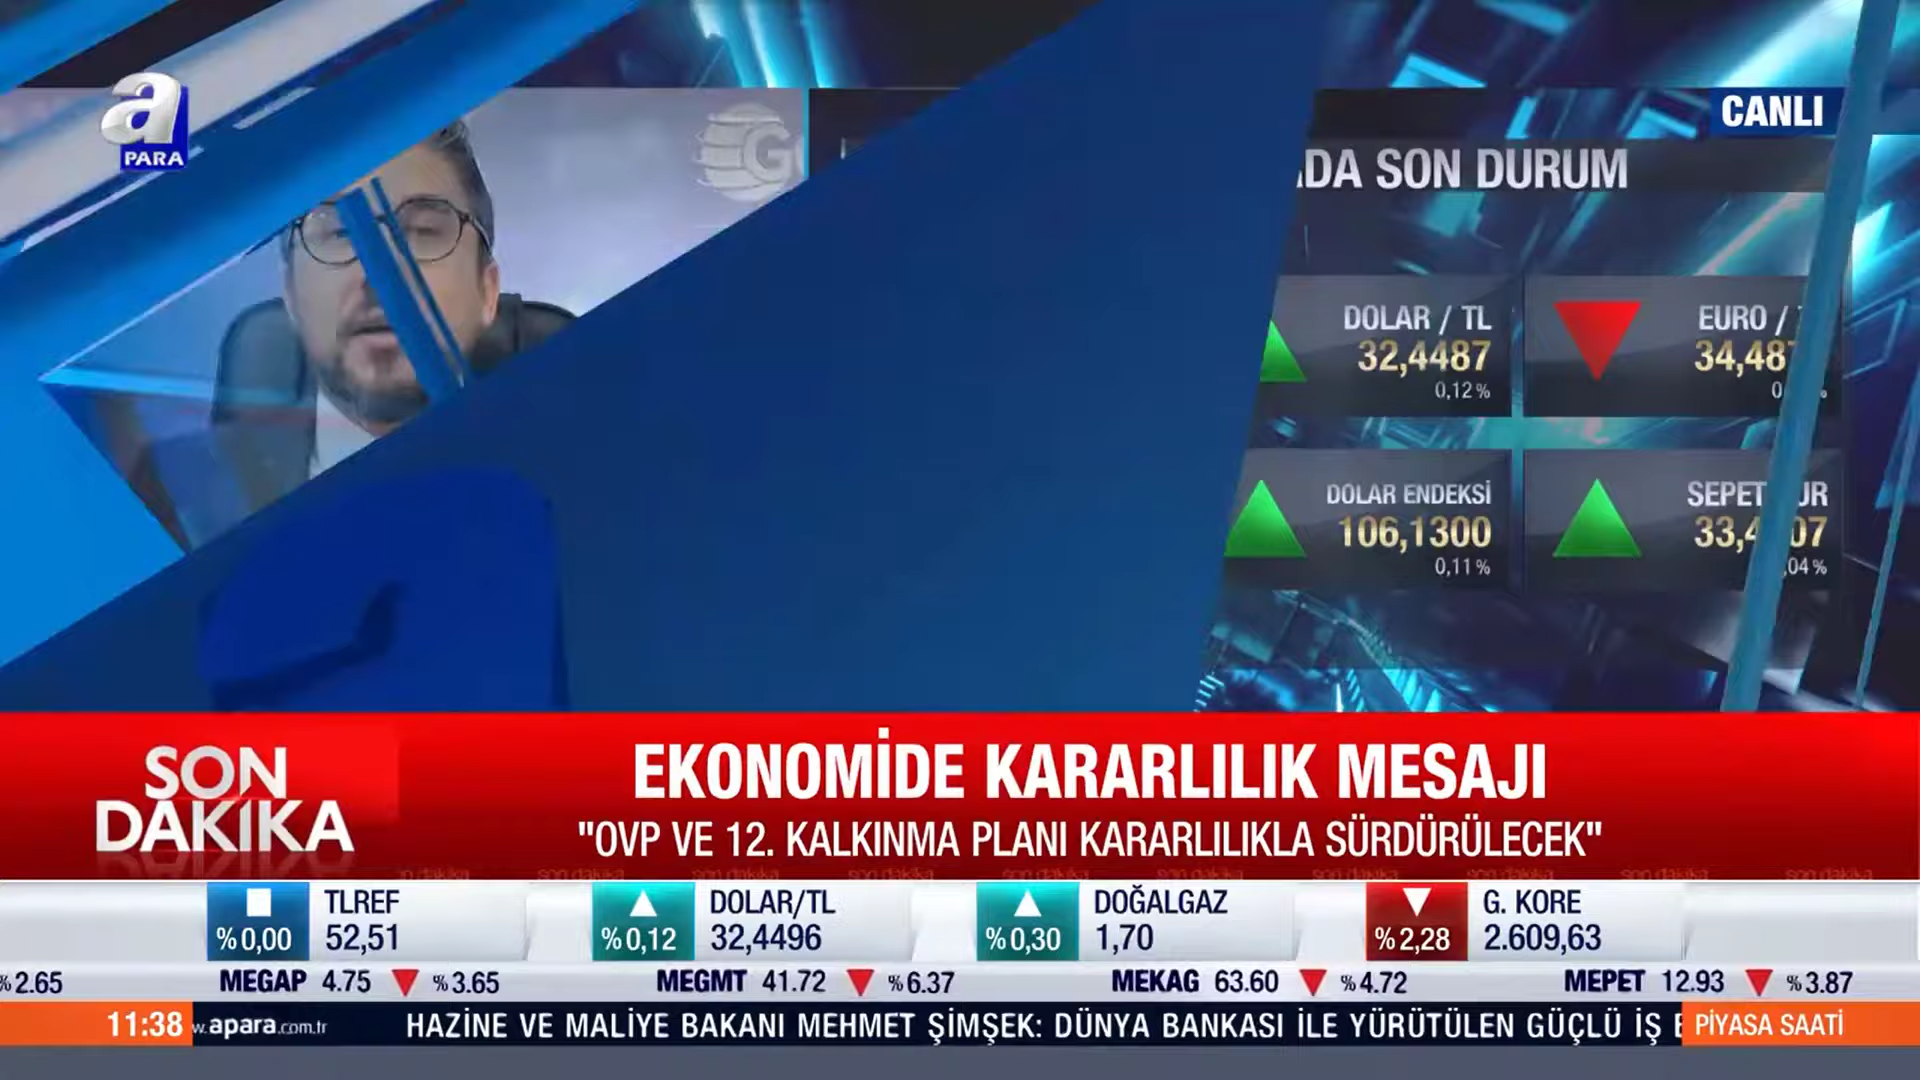 a
PARA
CANLI
SON DURUM
DOLAR / TL
32,4487
0,12 %
EURO /
DOLAR ENDEKSİ
106,1300
0,11 %
SON
DAKİKA
EKONOMİDE KARARLILIK MESAJI
"OVP VE 12. KALKINMA PLANI KARARLILIKLA SÜRDÜRÜLECEK"
TLREF
%0,00 52,51
DOLAR/TL
%0,12 32,4496
DOĞALGAZ
%0,30 1,70
G. KORE
%2,28 2.609,63
%2.65 MEGAP 4.75 %3.65 MEGMT 41.72 %6.37 MEKAG 63.60 %4.72 MEPET 12.93 %3.87
11:38 w.apara.com.tr HAZİNE VE MALİYE BAKANI MEHMET ŞİMŞEK: DÜNYA BANKASI İLE YÜRÜTÜLEN GÜÇLÜ İŞ PİYASA SAATİ